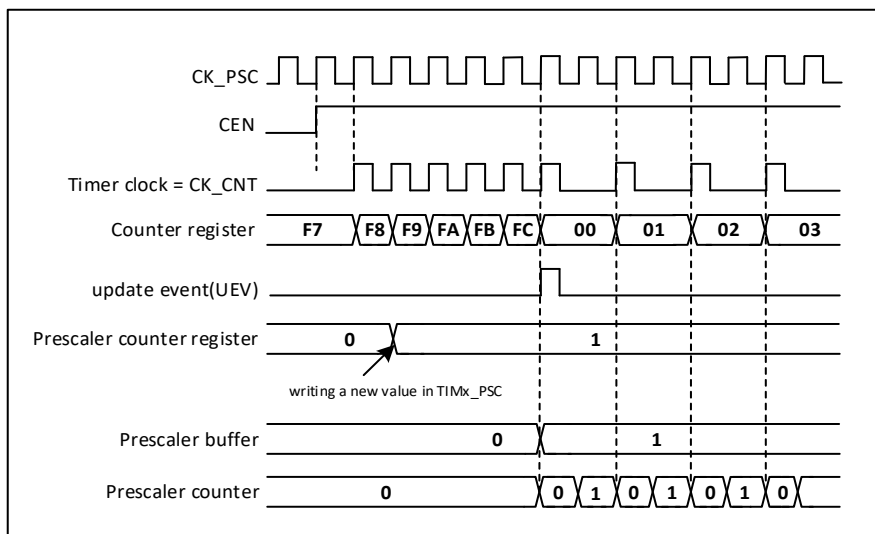 CK_PSC
CEN
Timer clock = CK_CNT
Counter register F7 F8 F9 FA FB FC 00 01 02 03
update event(UEV)
Prescaler counter register 0 1
writing a new value in TIMx_PSC
Prescaler buffer 0 1
Prescaler counter 0 0 1 0 1 0 1 0